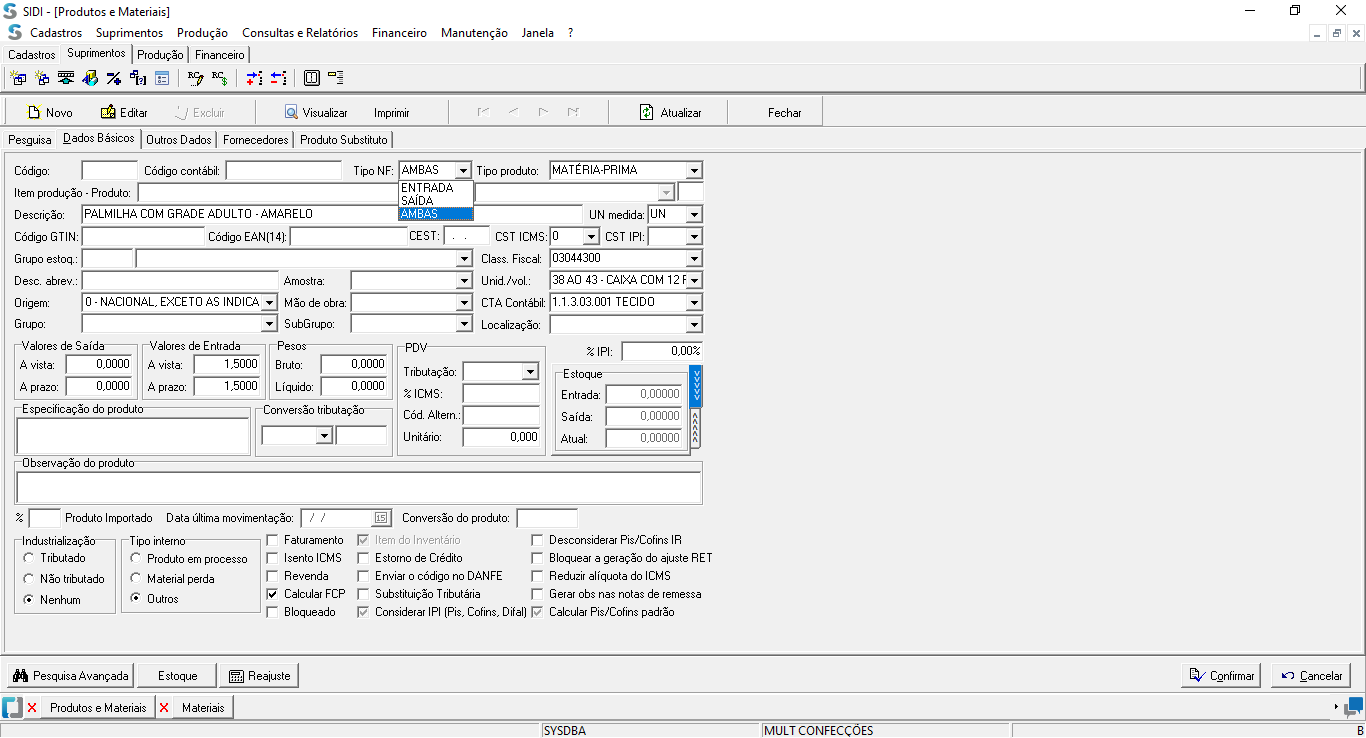 SIDI - [Produtos e Materiais]
Cadastros Suprimentos Produção Consultas e Relatórios Financeiro Manutenção Janela ?
Cadastros Suprimentos Produção Financeiro
Novo Editar Excluir Visualizar Imprimir Atualizar Fechar
Pesquisa Dados Básicos Outros Dados Fornecedores Produto Substituto
Código: Código contábil: Tipo NF: AMBAS Tipo produto: MATÉRIA-PRIMA
ENTRADA
SAÍDA
AMBAS
Item produção - Produto:
Descrição: PALMILHA COM GRADE ADULTO - AMARELO UN medida: UN
Código GTIN: Código EAN(14): CEST: . . CST ICMS: 0 CST IPI:
Grupo estoq.: Class. Fiscal: 03044300
Desc. abrev.: Amostra: Unid./vol.: 38 AO 43 - CAIXA COM 12 F
Origem: 0 - NACIONAL, EXCETO AS INDICA Mão de obra: CTA Contábil: 1.1.3.03.001 TECIDO
Grupo: SubGrupo: Localização:
Valores de Saída Valores de Entrada Pesos PDV % IPI: 0,00%
A vista: 0,0000 A vista: 1,5000 Bruto: 0,0000 Tributação: Estoque
A prazo: 0,0000 A prazo: 1,5000 Líquido: 0,0000 % ICMS: Entrada: 0,00000
Especificação do produto Conversão tributação Cód. Altern.: Saída: 0,00000
Unitário: 0,000 Atual: 0,00000
Observação do produto
% Produto Importado Data última movimentação: / / 15 Conversão do produto:
Industrialização Tipo interno Faturamento Item do Inventário Desconsiderar Pis/Cofins IR
Tributado Produto em processo Isento ICMS Estorno de Crédito Bloquear a geração do ajuste RET
Não tributado Material perda Revenda Enviar o código no DANFE Reduzir alíquota do ICMS
Nenhum Outros Calcular FCP Substituição Tributária Gerar obs nas notas de remessa
Bloqueado Considerar IPI (Pis, Cofins, Difal) Calcular Pis/Cofins padrão
Pesquisa Avançada Estoque Reajuste Confirmar Cancelar
Produtos e Materiais Materiais
SYSDBA MULT CONFECÇÕES B